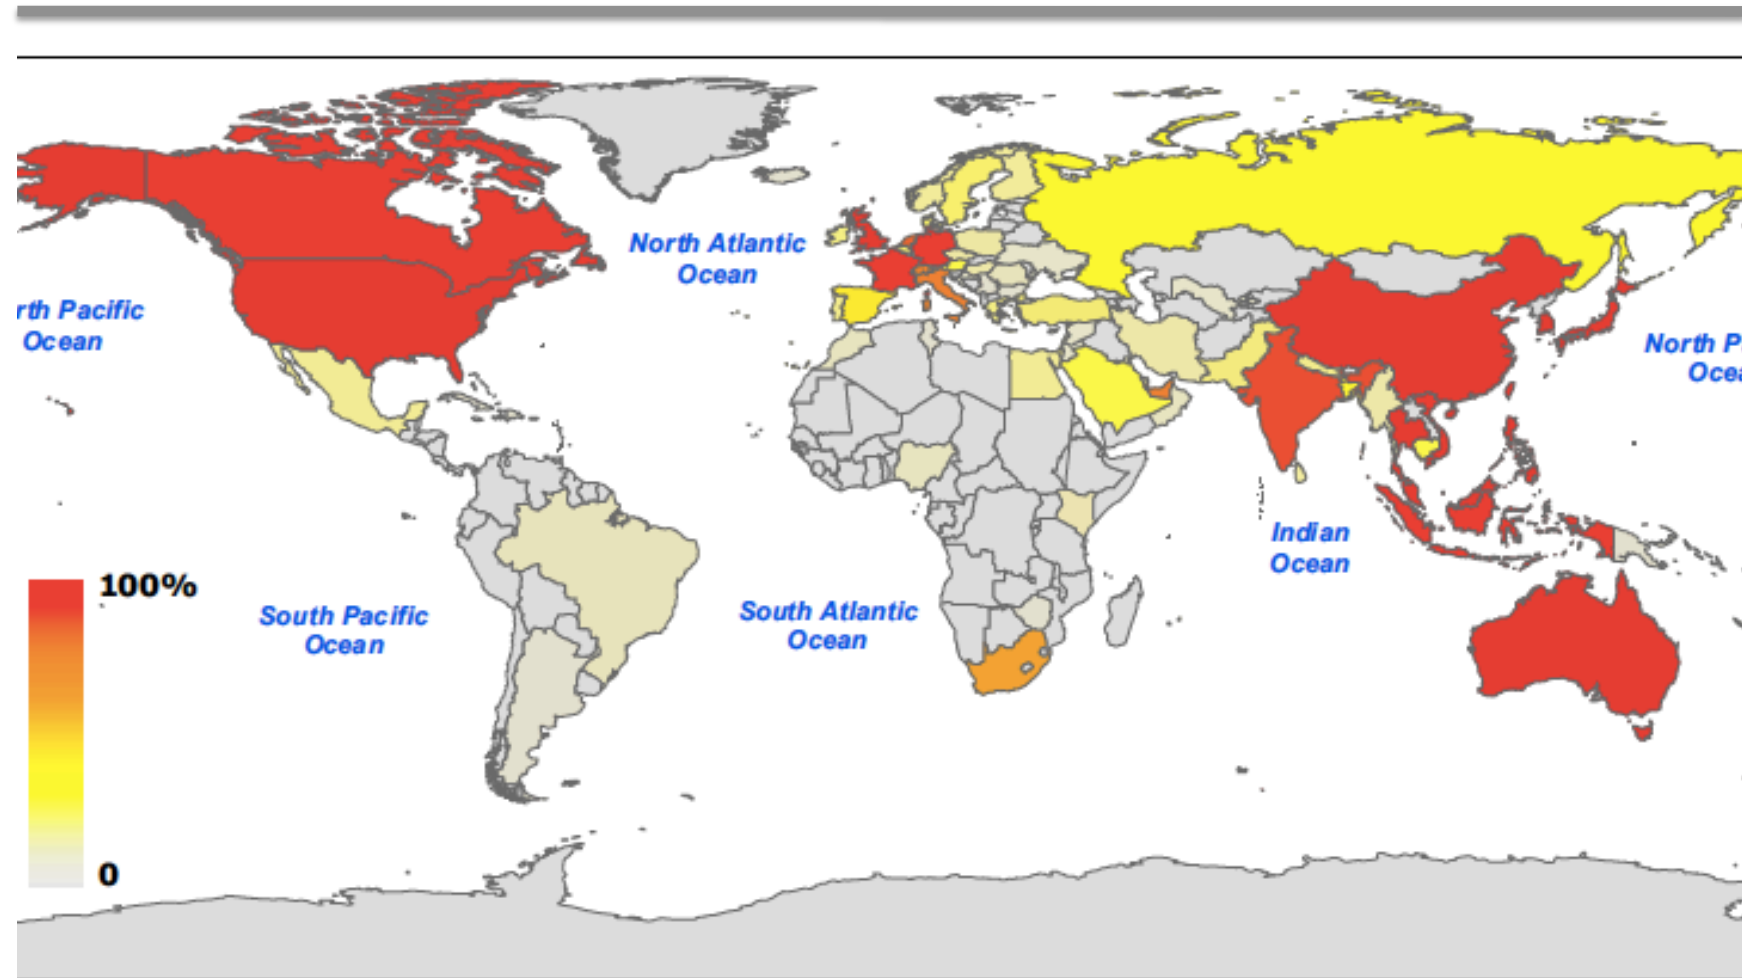 North Atlantic
Ocean
rth Pacific
Ocean
North P
Ocea
Indian
Ocean
100%
South Pacific
Ocean
South Atlantic
Ocean
0